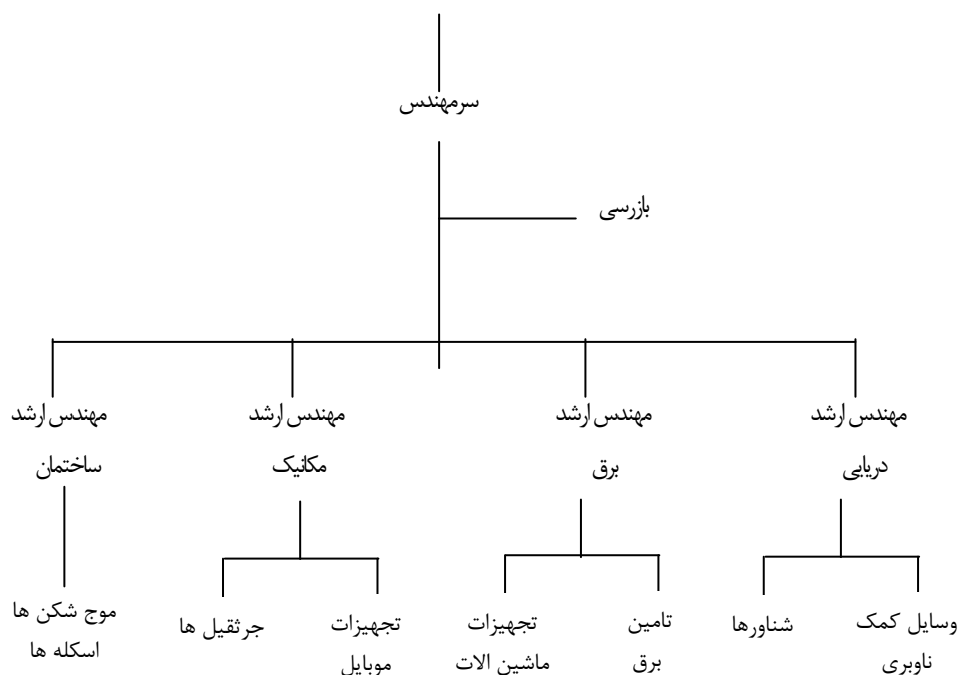 سرمهندس
بازرسی
مهندس ارشد
دریایی
مهندس ارشد
برق
مهندس ارشد
مکانیک
مهندس ارشد
ساختمان
وسایل کمک
ناوبری
شناورها
تامین
برق
تجهیزات
ماشین الات
تجهیزات
موبایل
جرثقیل ها
موج شکن ها
اسکله ها